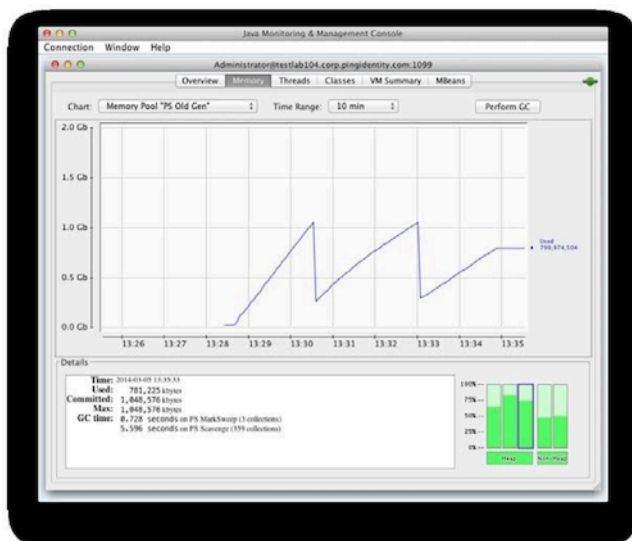 Java Monitoring & Management Console
Connection Window Help
Administrator@testlab104.corp.pingidentity.com:1099
Overview Memory Threads Classes VM Summary MBeans
Chart: Memory Pool "PS Old Gen" Time Range: 10 min Perform GC
2.0 Gb
1.5 Gb
1.0 Gb
0.5 Gb
0.0 Gb
Used
799,974,504
13:26 13:27 13:28 13:29 13:30 13:31 13:32 13:33 13:34 13:35
Details
Time: 2014-03-05 13:35:33
Used: 781,225 kbytes
Committed: 1,048,576 kbytes
Max: 1,048,576 kbytes
GC time: 0.728 seconds on PS MarkSweep (3 collections)
5.596 seconds on PS Scavenge (359 collections)
100% --
75% --
50% --
25% --
0% --
Heap Non-Heap